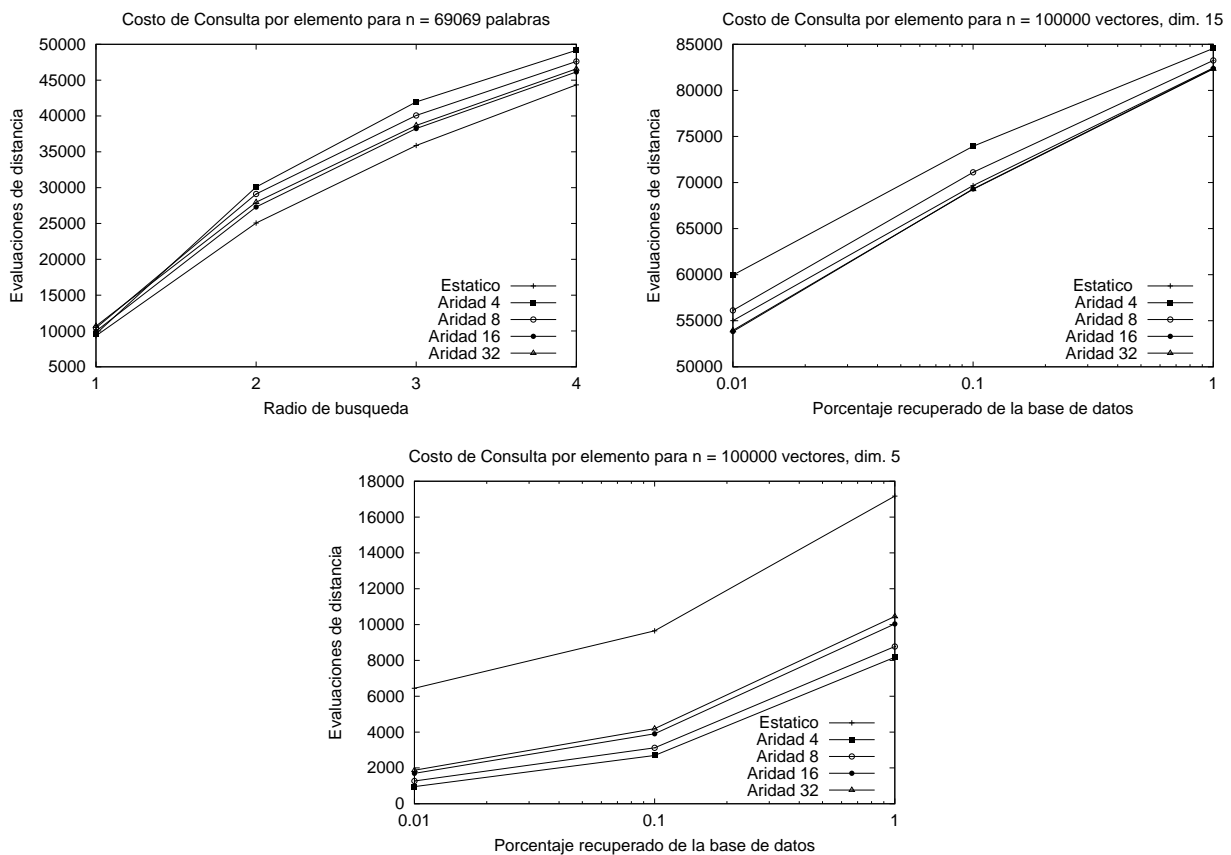 Costo de Consulta por elemento para n = 69069 palabras
50000
45000
40000
35000
30000
25000
20000
15000
10000
5000
1
2
3
4
Evaluaciones de distancia
Radio de busqueda
Estatico
Aridad 4
Aridad 8
Aridad 16
Aridad 32
Costo de Consulta por elemento para n = 100000 vectores, dim. 15
85000
80000
75000
70000
65000
60000
55000
50000
0.01
0.1
1
Evaluaciones de distancia
Porcentaje recuperado de la base de datos
Estatico
Aridad 4
Aridad 8
Aridad 16
Aridad 32
Costo de Consulta por elemento para n = 100000 vectores, dim. 5
18000
16000
14000
12000
10000
8000
6000
4000
2000
0
0.01
0.1
1
Evaluaciones de distancia
Porcentaje recuperado de la base de datos
Estatico
Aridad 4
Aridad 8
Aridad 16
Aridad 32